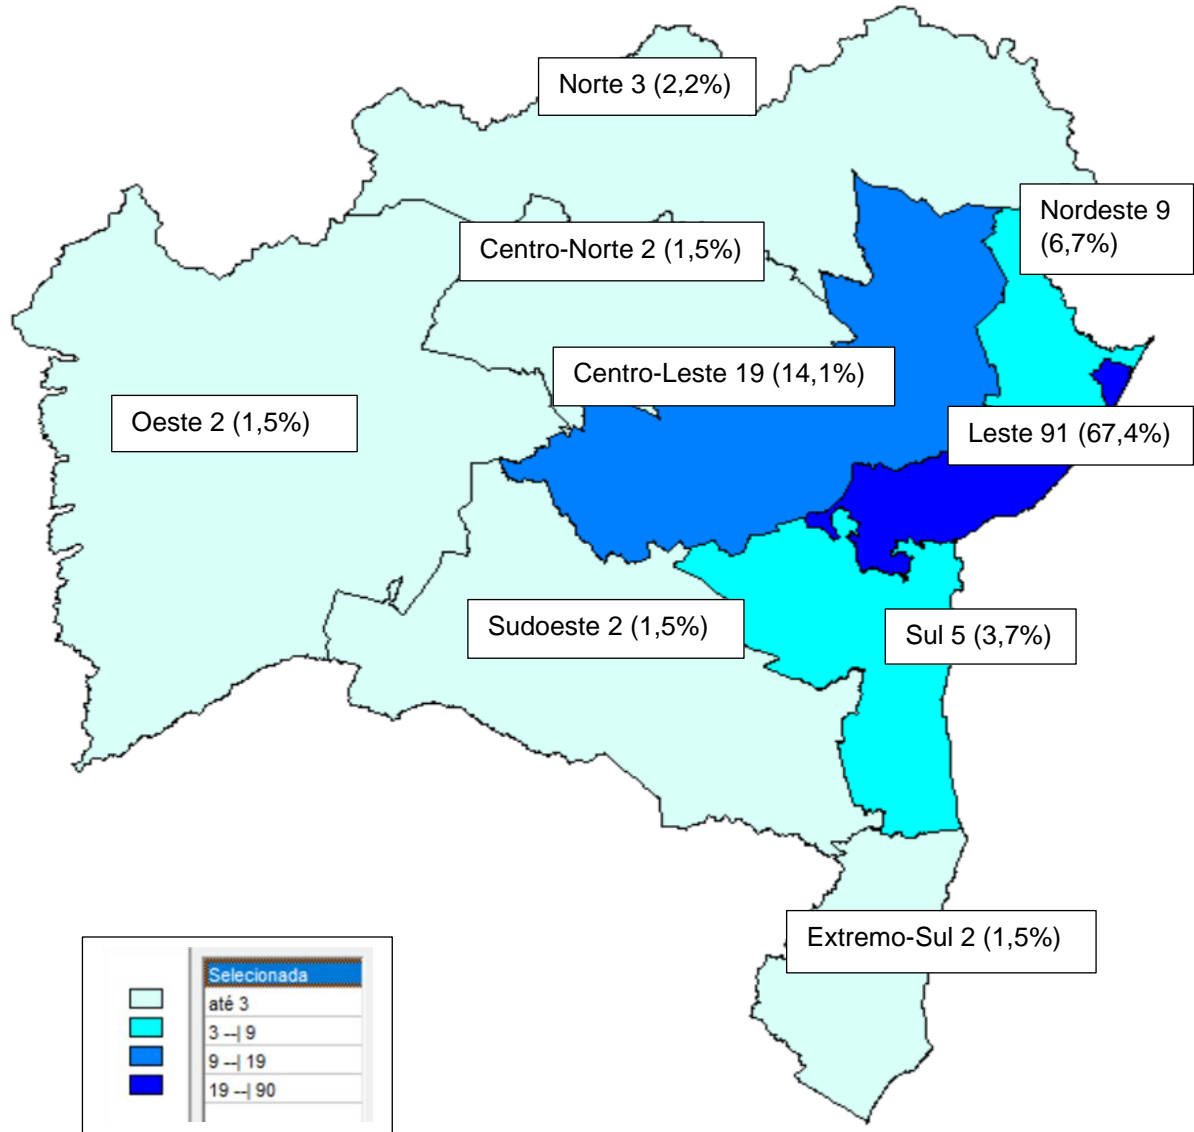 Norte 3 (2,2%)
Nordeste 9
(6,7%)
Centro-Norte 2 (1,5%)
Centro-Leste 19 (14,1%)
Oeste 2 (1,5%)
Leste 91 (67,4%)
Sudoeste 2 (1,5%)
Sul 5 (3,7%)
Extremo-Sul 2 (1,5%)
Selecionada
até 3
3 --| 9
9 --| 19
19 --| 90